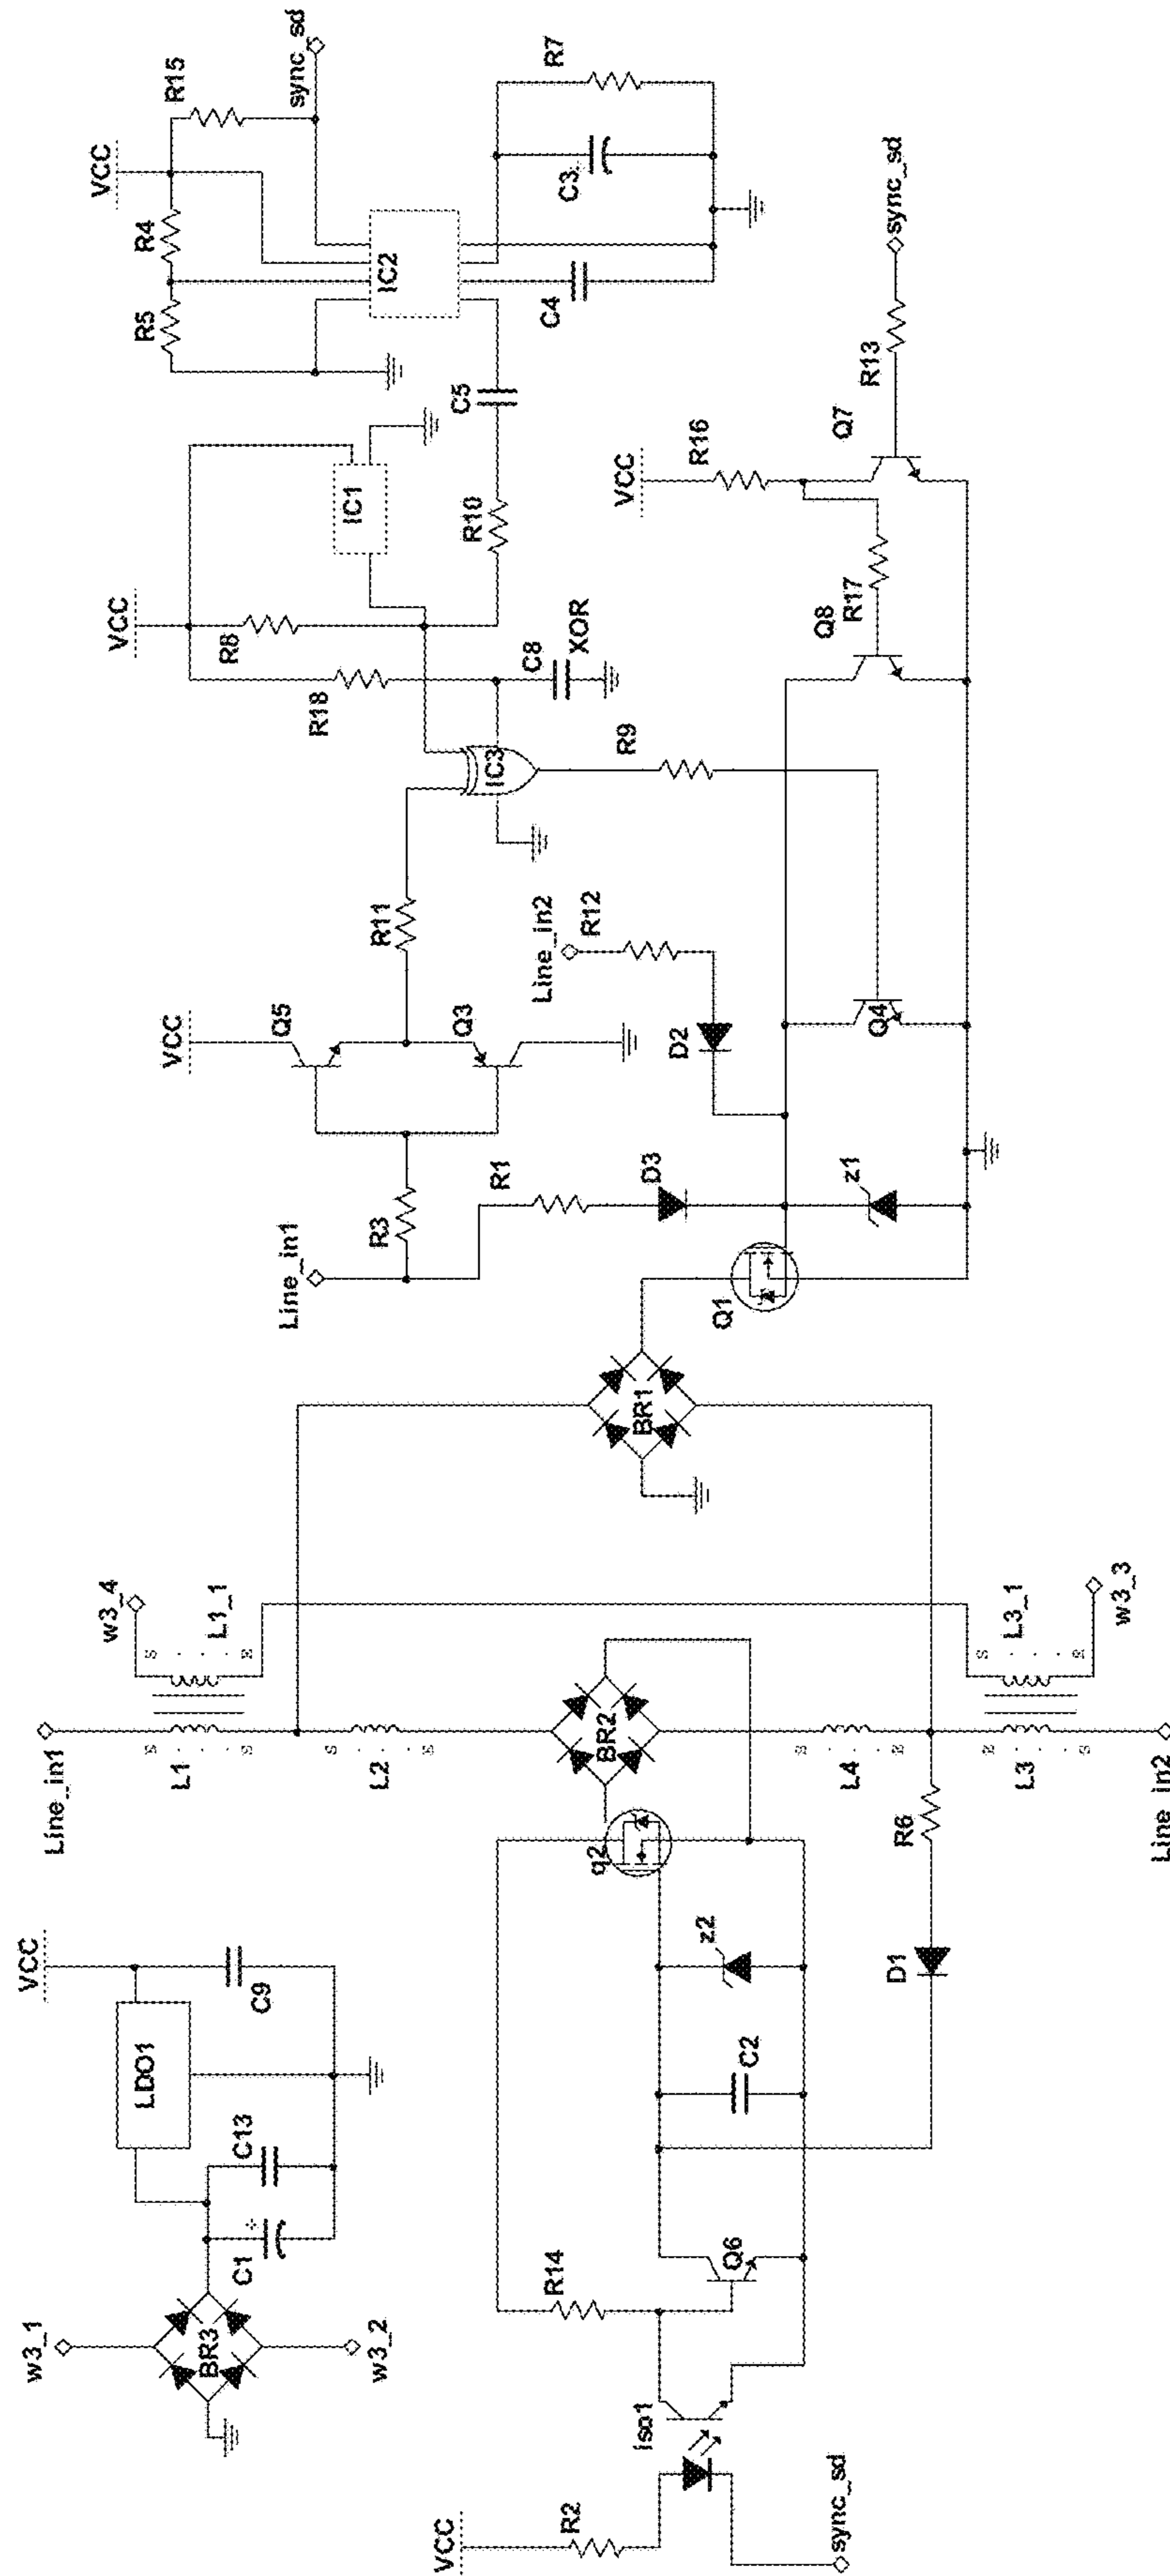 VCC
R15
sync_sd
R4
R5
IC2
R7
C3
C4
C5
VCC
IC1
R8
R10
R18
C8
XOR
IC3
R9
VCC
R16
R13
sync_sd
Q7
R17
Q8
R11
VCC
Q5
Q3
Line_in2
R12
D2
Q4
Line_in1
R3
R1
D3
z1
Q1
BR1
w3_4
L1_1
L3_1
w3_3
Line_in1
L1
L2
BR2
L4
L3
Line_in2
R6
q2
z2
D1
C2
VCC
LDO1
C9
C13
C1
+
BR3
w3_1
w3_2
R14
Q6
iso1
VCC
R2
sync_sd